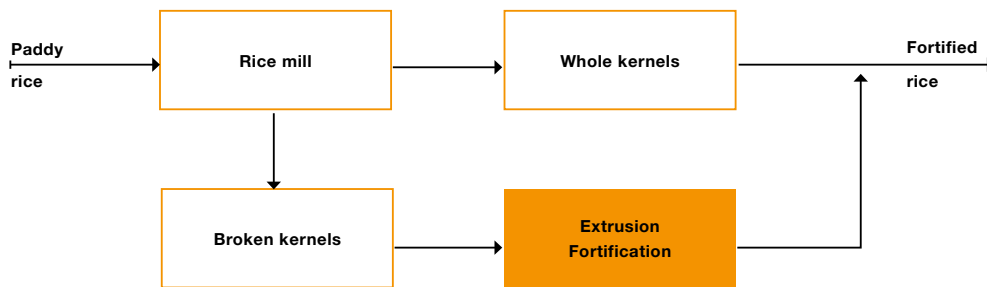 Paddy
rice
Rice mill
Whole kernels
Fortified
rice
Broken kernels
Extrusion
Fortification